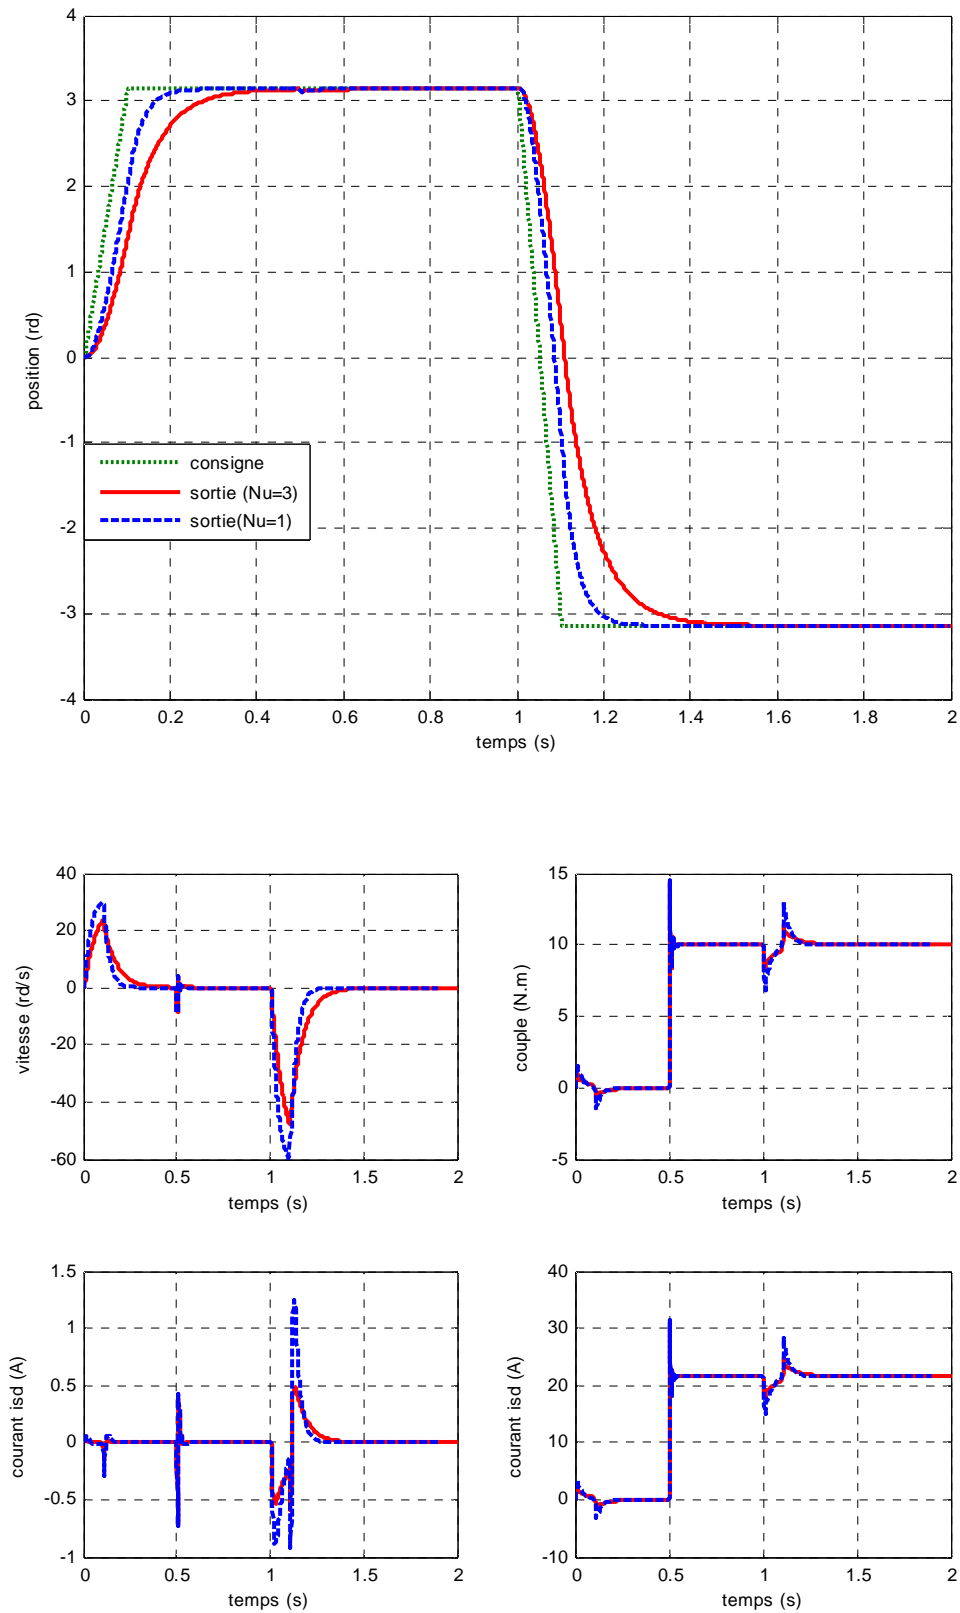 4
3
2
1
0
-1
-2
-3
-4
position (rd)
consigne
sortie (Nu=3)
sortie(Nu=1)
0 0.2 0.4 0.6 0.8 1 1.2 1.4 1.6 1.8 2
temps (s)
40
20
0
-20
-40
-60
vitesse (rd/s)
0 0.5 1 1.5 2
temps (s)
15
10
5
0
-5
couple (N.m)
0 0.5 1 1.5 2
temps (s)
1.5
1
0.5
0
-0.5
-1
courant isd (A)
0 0.5 1 1.5 2
temps (s)
40
30
20
10
0
-10
courant isd (A)
0 0.5 1 1.5 2
temps (s)